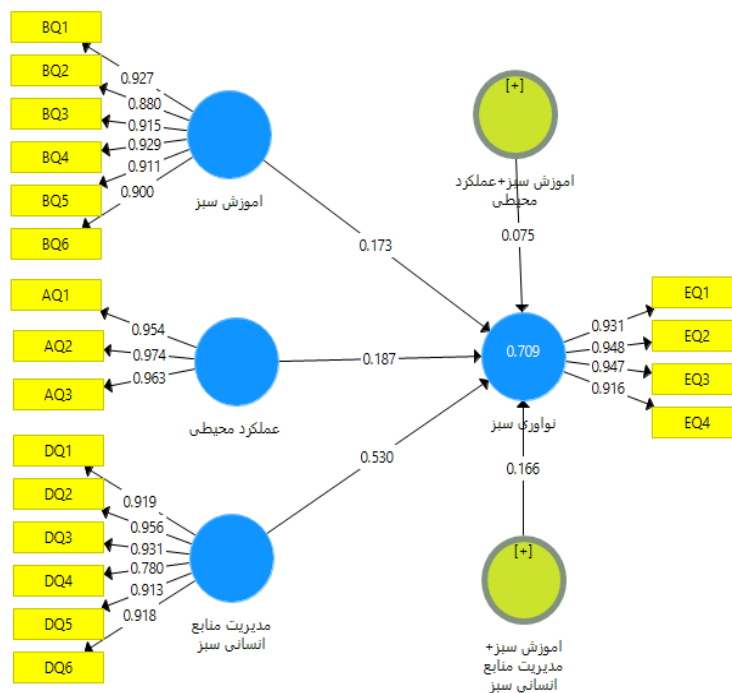 BQ1
BQ2
BQ3
BQ4
BQ5
BQ6
0.927
0.880
0.915
0.929
0.911
0.900
اموزش سبز
[+]
اموزش سبز+عملکرد
محیطی
0.075
0.173
AQ1
AQ2
AQ3
0.954
0.974
0.963
عملکرد محیطی
0.187
0.709
نواوری سبز
0.931
0.948
0.947
0.916
EQ1
EQ2
EQ3
EQ4
DQ1
DQ2
DQ3
DQ4
DQ5
DQ6
0.919
0.956
0.931
0.780
0.913
0.918
مدیریت منابع
انسانی سبز
0.530
0.166
[+]
اموزش سبز+
مدیریت منابع
انسانی سبز